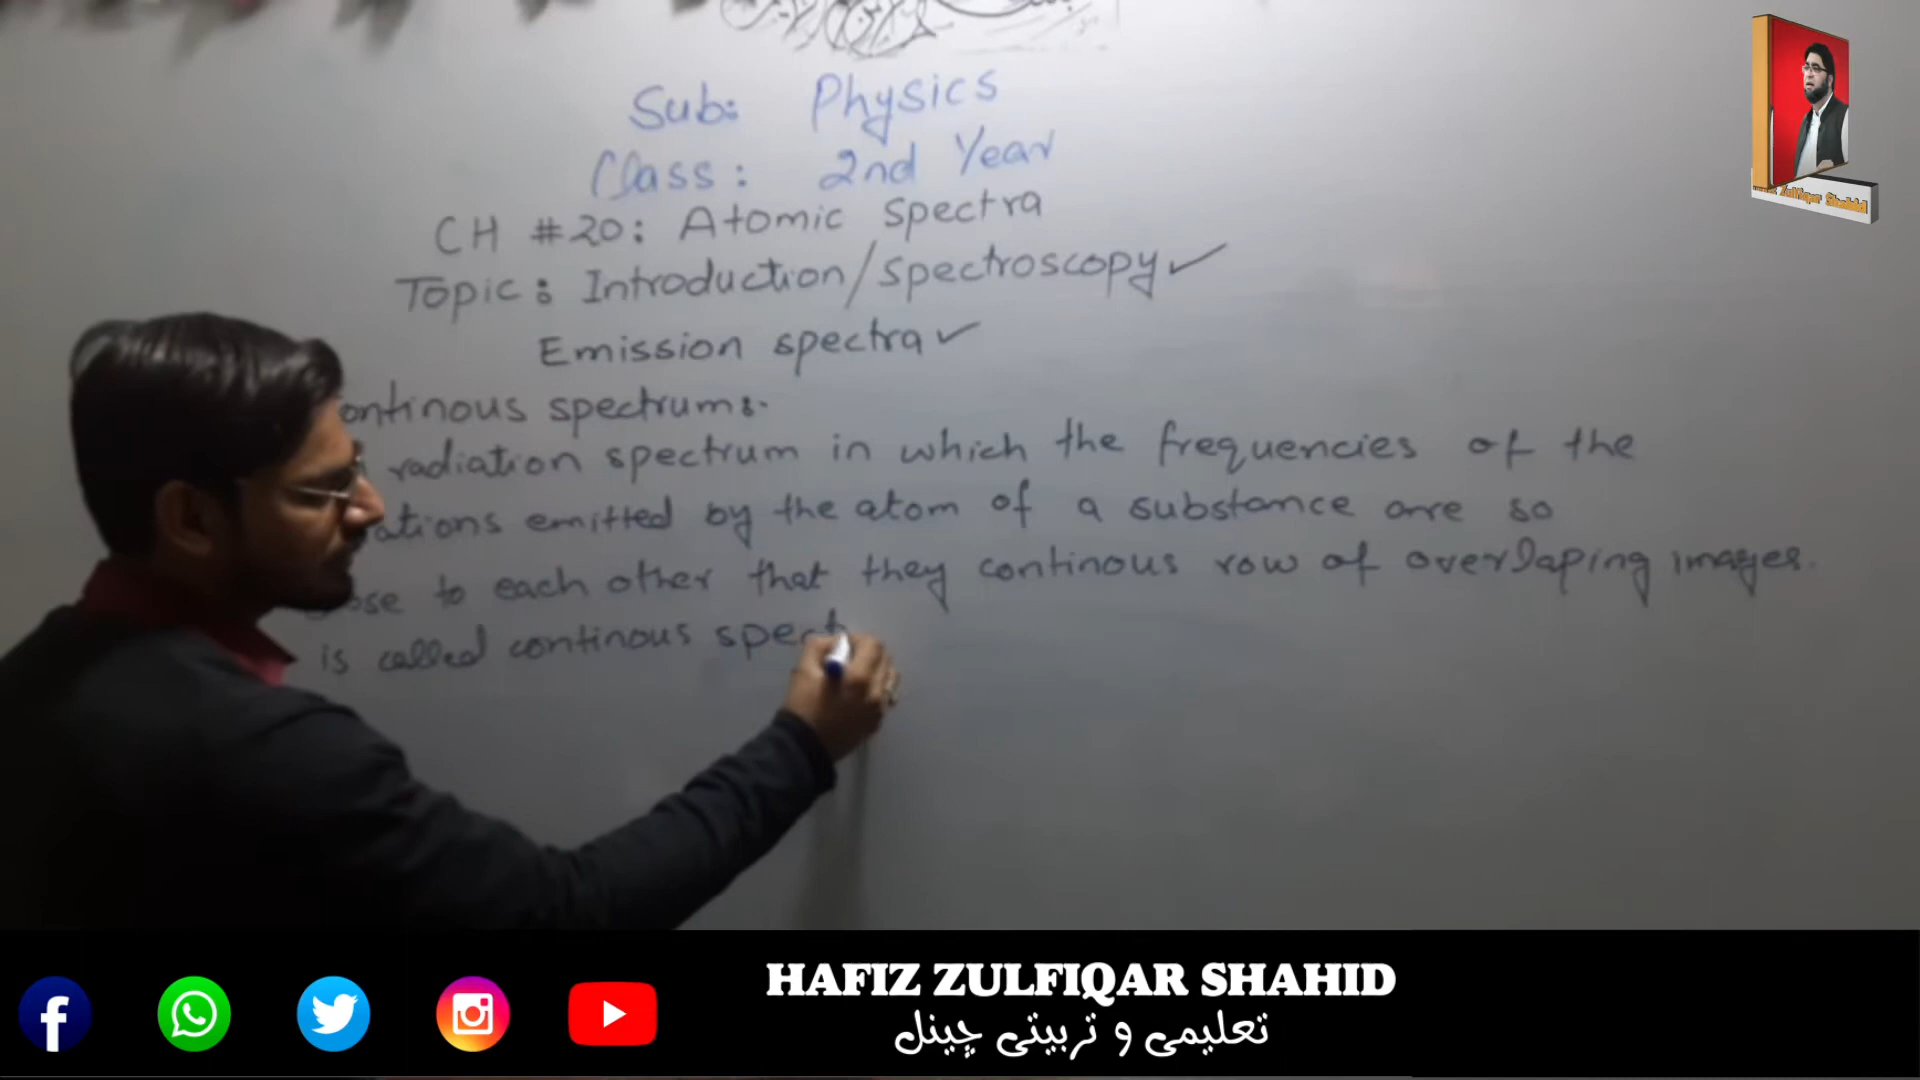 Sub: Physics
Class: 2nd Year
CH #20: Atomic Spectra
Topic: Introduction/spectroscopy✓
Emission spectra✓
ontinous spectrum:-
radiation spectrum in which the frequencies of the
ations emitted by the atom of a substance are so
ose to each other that they continous row of overlaping images.
is called continous spect
Zulfiqar Shahid
HAFIZ ZULFIQAR SHAHID
تعلیمی و تربیتی چینل